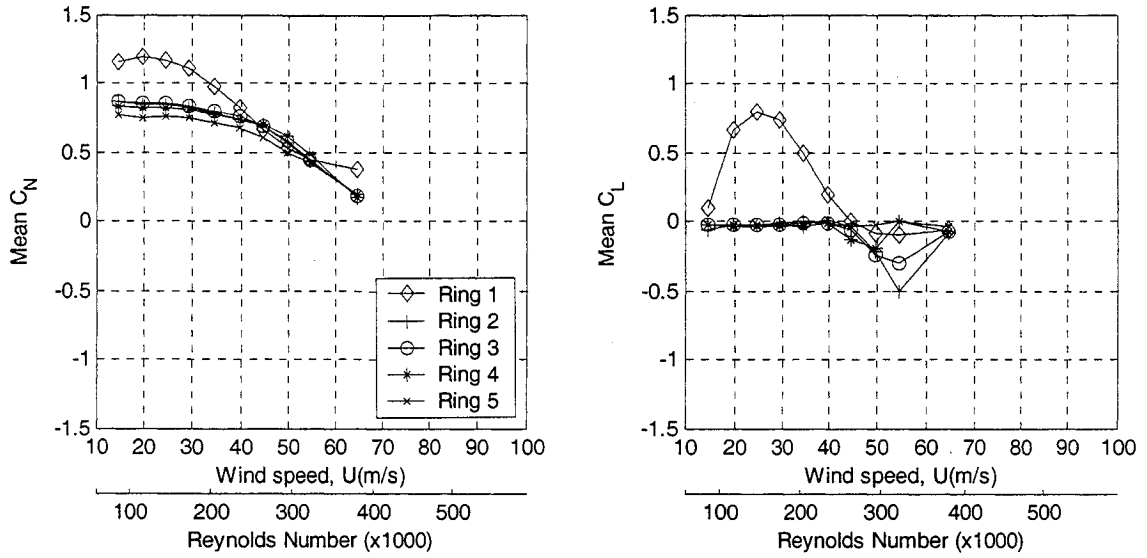 1.5
1
0.5
0
-0.5
-1
-1.5
Mean C_N
Ring 1
Ring 2
Ring 3
Ring 4
Ring 5
10 20 30 40 50 60 70 80 90 100
Wind speed, U(m/s)
100 200 300 400 500
Reynolds Number (x1000)
1.5
1
0.5
0
-0.5
-1
-1.5
Mean C_L
10 20 30 40 50 60 70 80 90 100
Wind speed, U(m/s)
100 200 300 400 500
Reynolds Number (x1000)